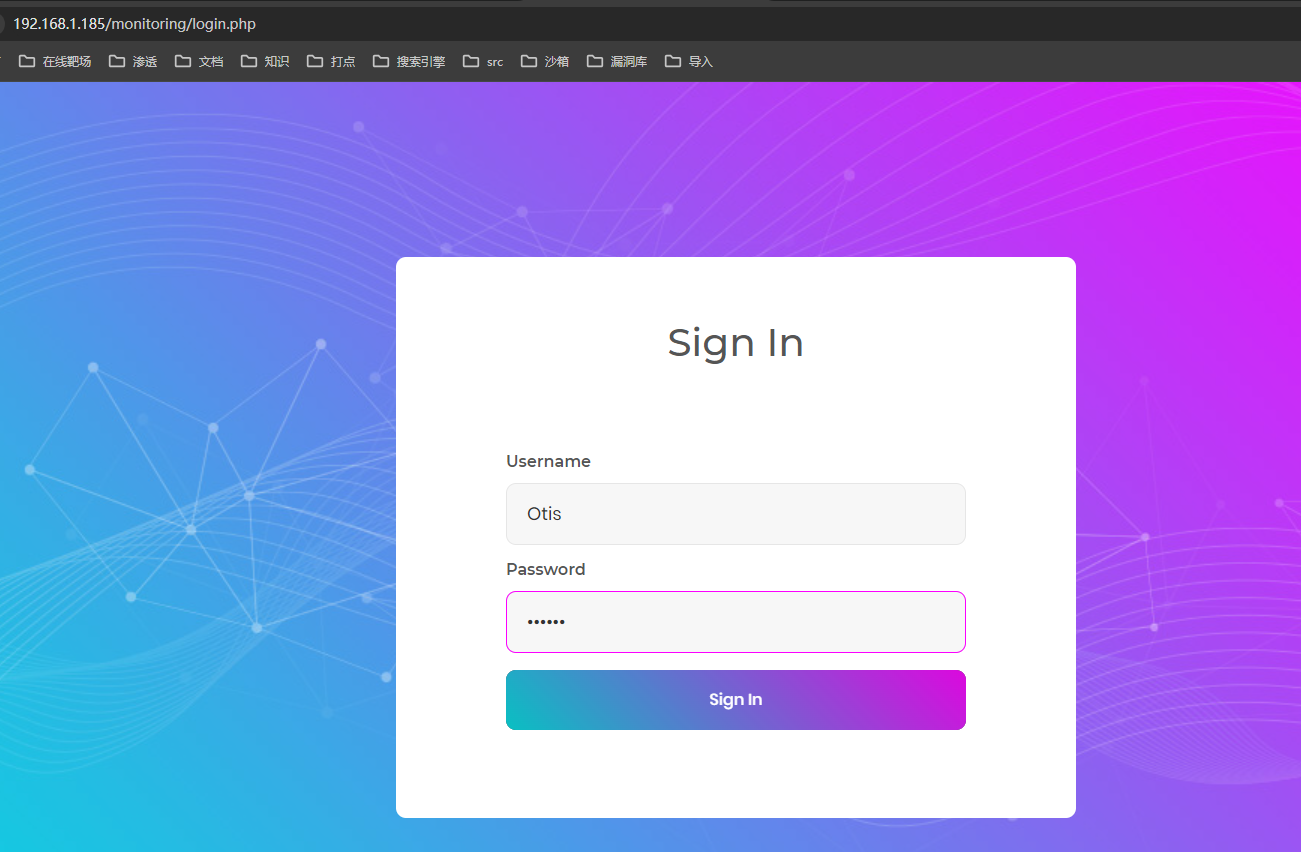 192.168.1.185/monitoring/login.php
在线靶场 渗透 文档 知识 打点 搜索引擎 src 沙箱 漏洞库 导入
Sign In
Username
Otis
Password
••••••
Sign In